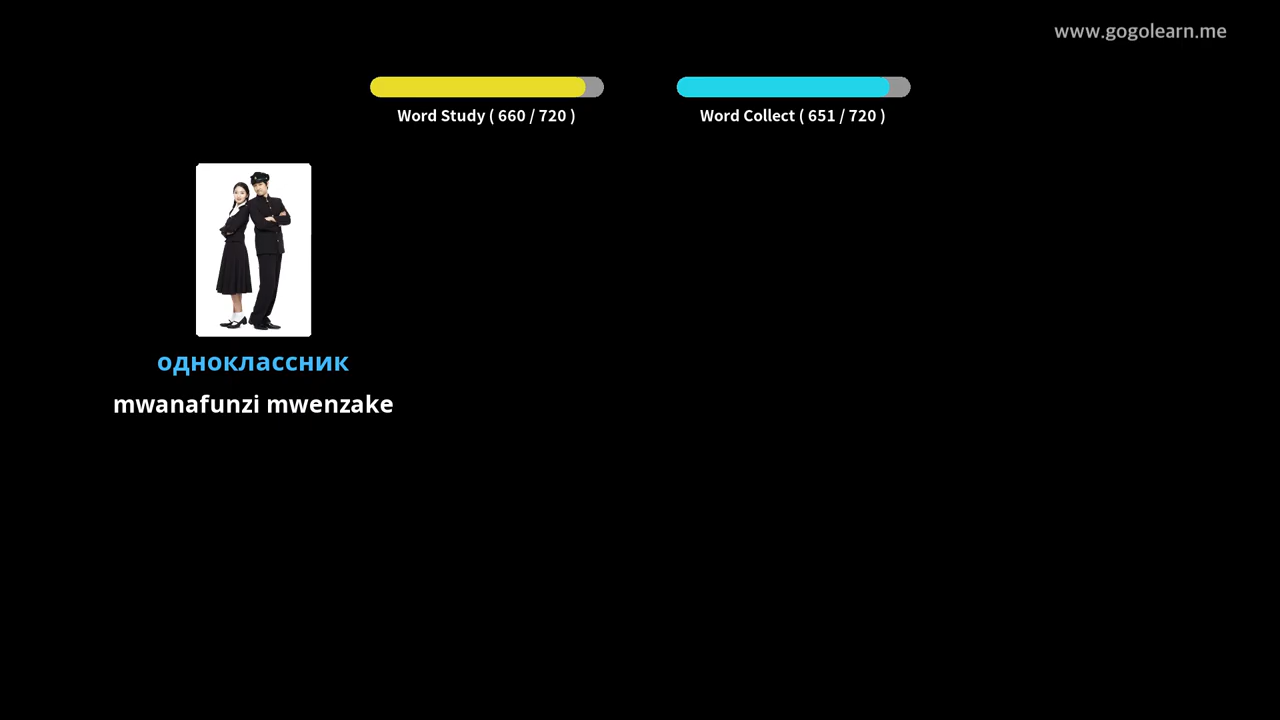 www.gogolearn.me
Word Study ( 660 / 720 )
Word Collect ( 651 / 720 )
одноклассник
mwanafunzi mwenzake